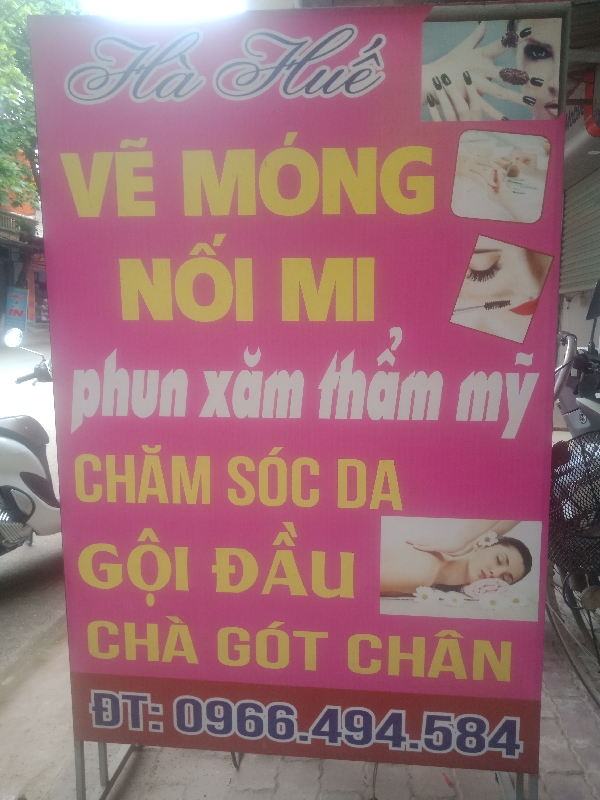 Hà Huế
VẼ MÓNG
NỐI MI
phun xăm thẩm mỹ
CHĂM SÓC DA
GỘI ĐẦU
CHÀ GÓT CHÂN
ĐT: 0966.494.584
IN